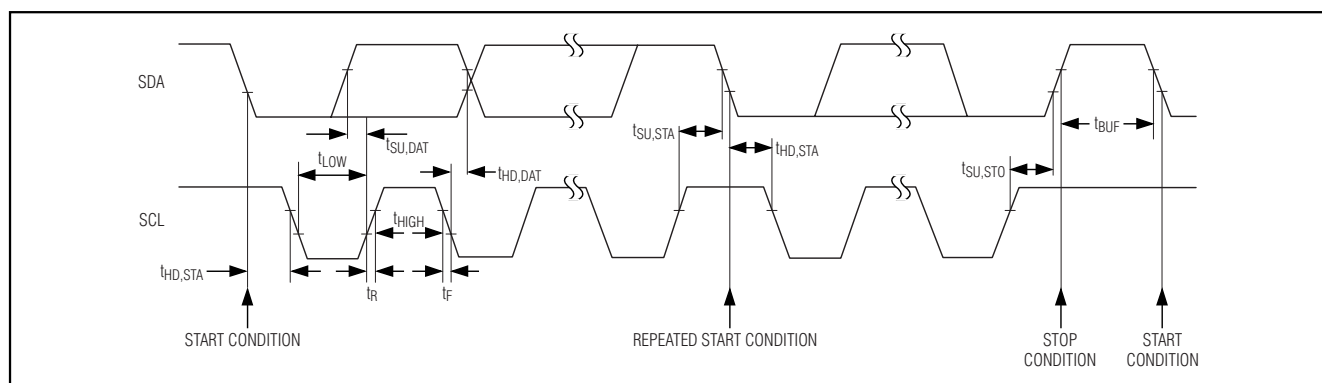 SDA
tSU,DAT
tLOW
tHD,DAT
tSU,STA
tHD,STA
tBUF
tSU,STO
SCL
tHIGH
tHD,STA
tR
tF
START CONDITION
REPEATED START CONDITION
STOP
CONDITION
START
CONDITION